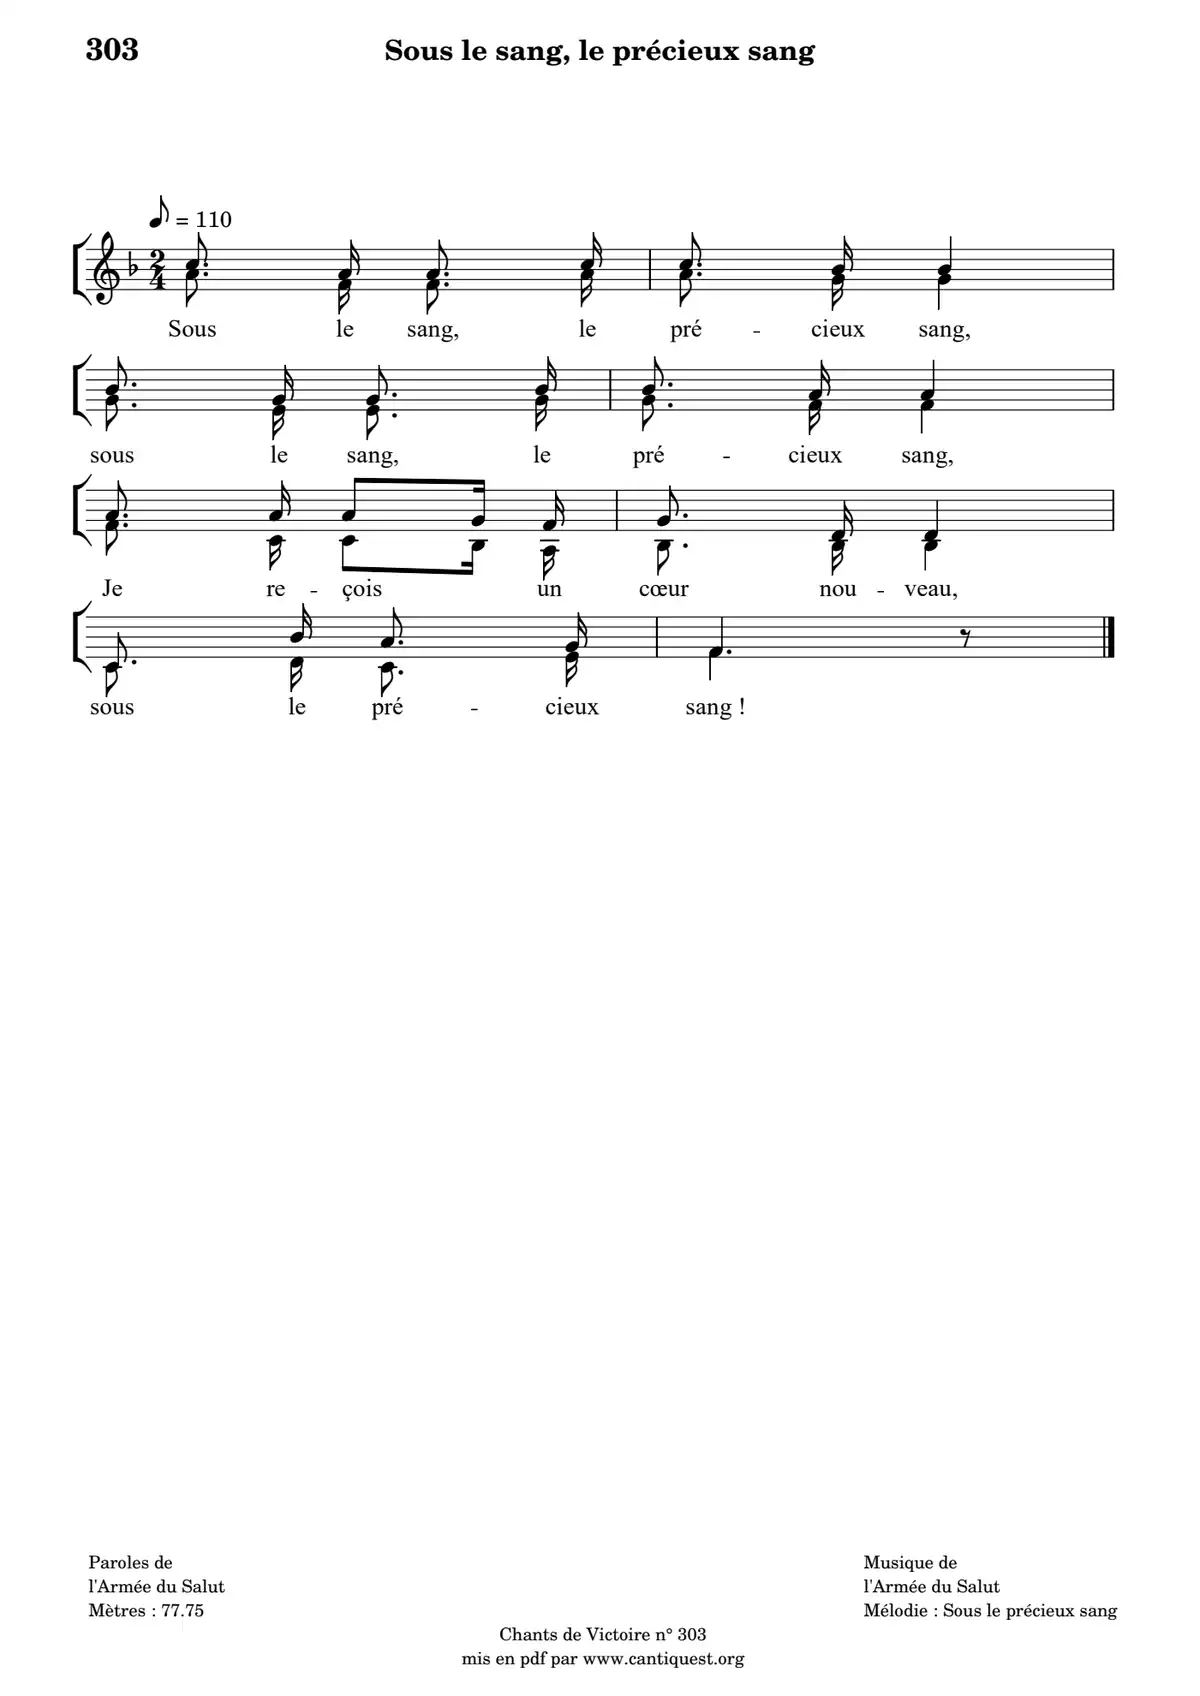 303 Sous le sang, le précieux sang
= 110
2
4
Sous le sang, le pré - cieux sang,
sous le sang, le pré - cieux sang,
Je re - çois un cœur nou - veau,
sous le pré - cieux sang !
Paroles de
l'Armée du Salut
Mètres : 77.75
Musique de
l'Armée du Salut
Mélodie : Sous le précieux sang
Chants de Victoire n° 303
mis en pdf par www.cantiquest.org